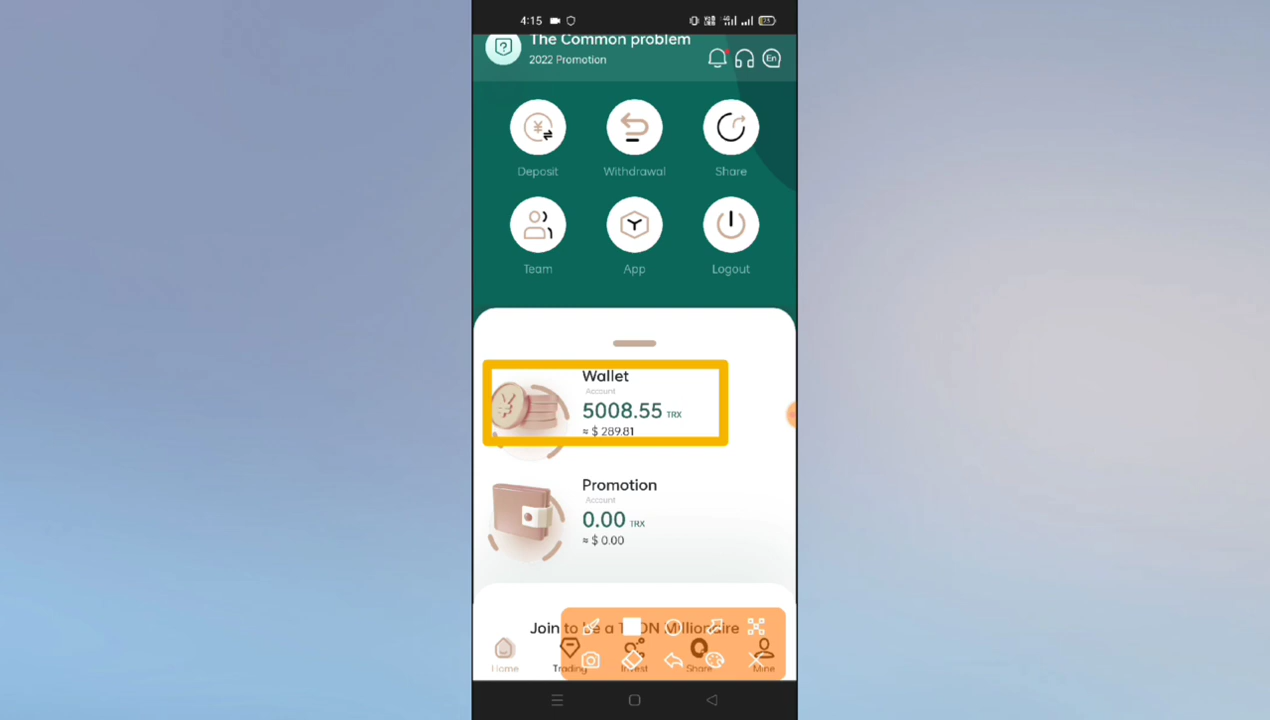 4:15
The Common problem
2022 Promotion
En
Deposit
Withdrawal
Share
Team
App
Logout
Wallet
Account
5008.55 TRX
≈ $ 289.81
Promotion
Account
0.00 TRX
≈ $ 0.00
Join to be a TRON Millionaire
Home
Trading
Invest
Share
Mine